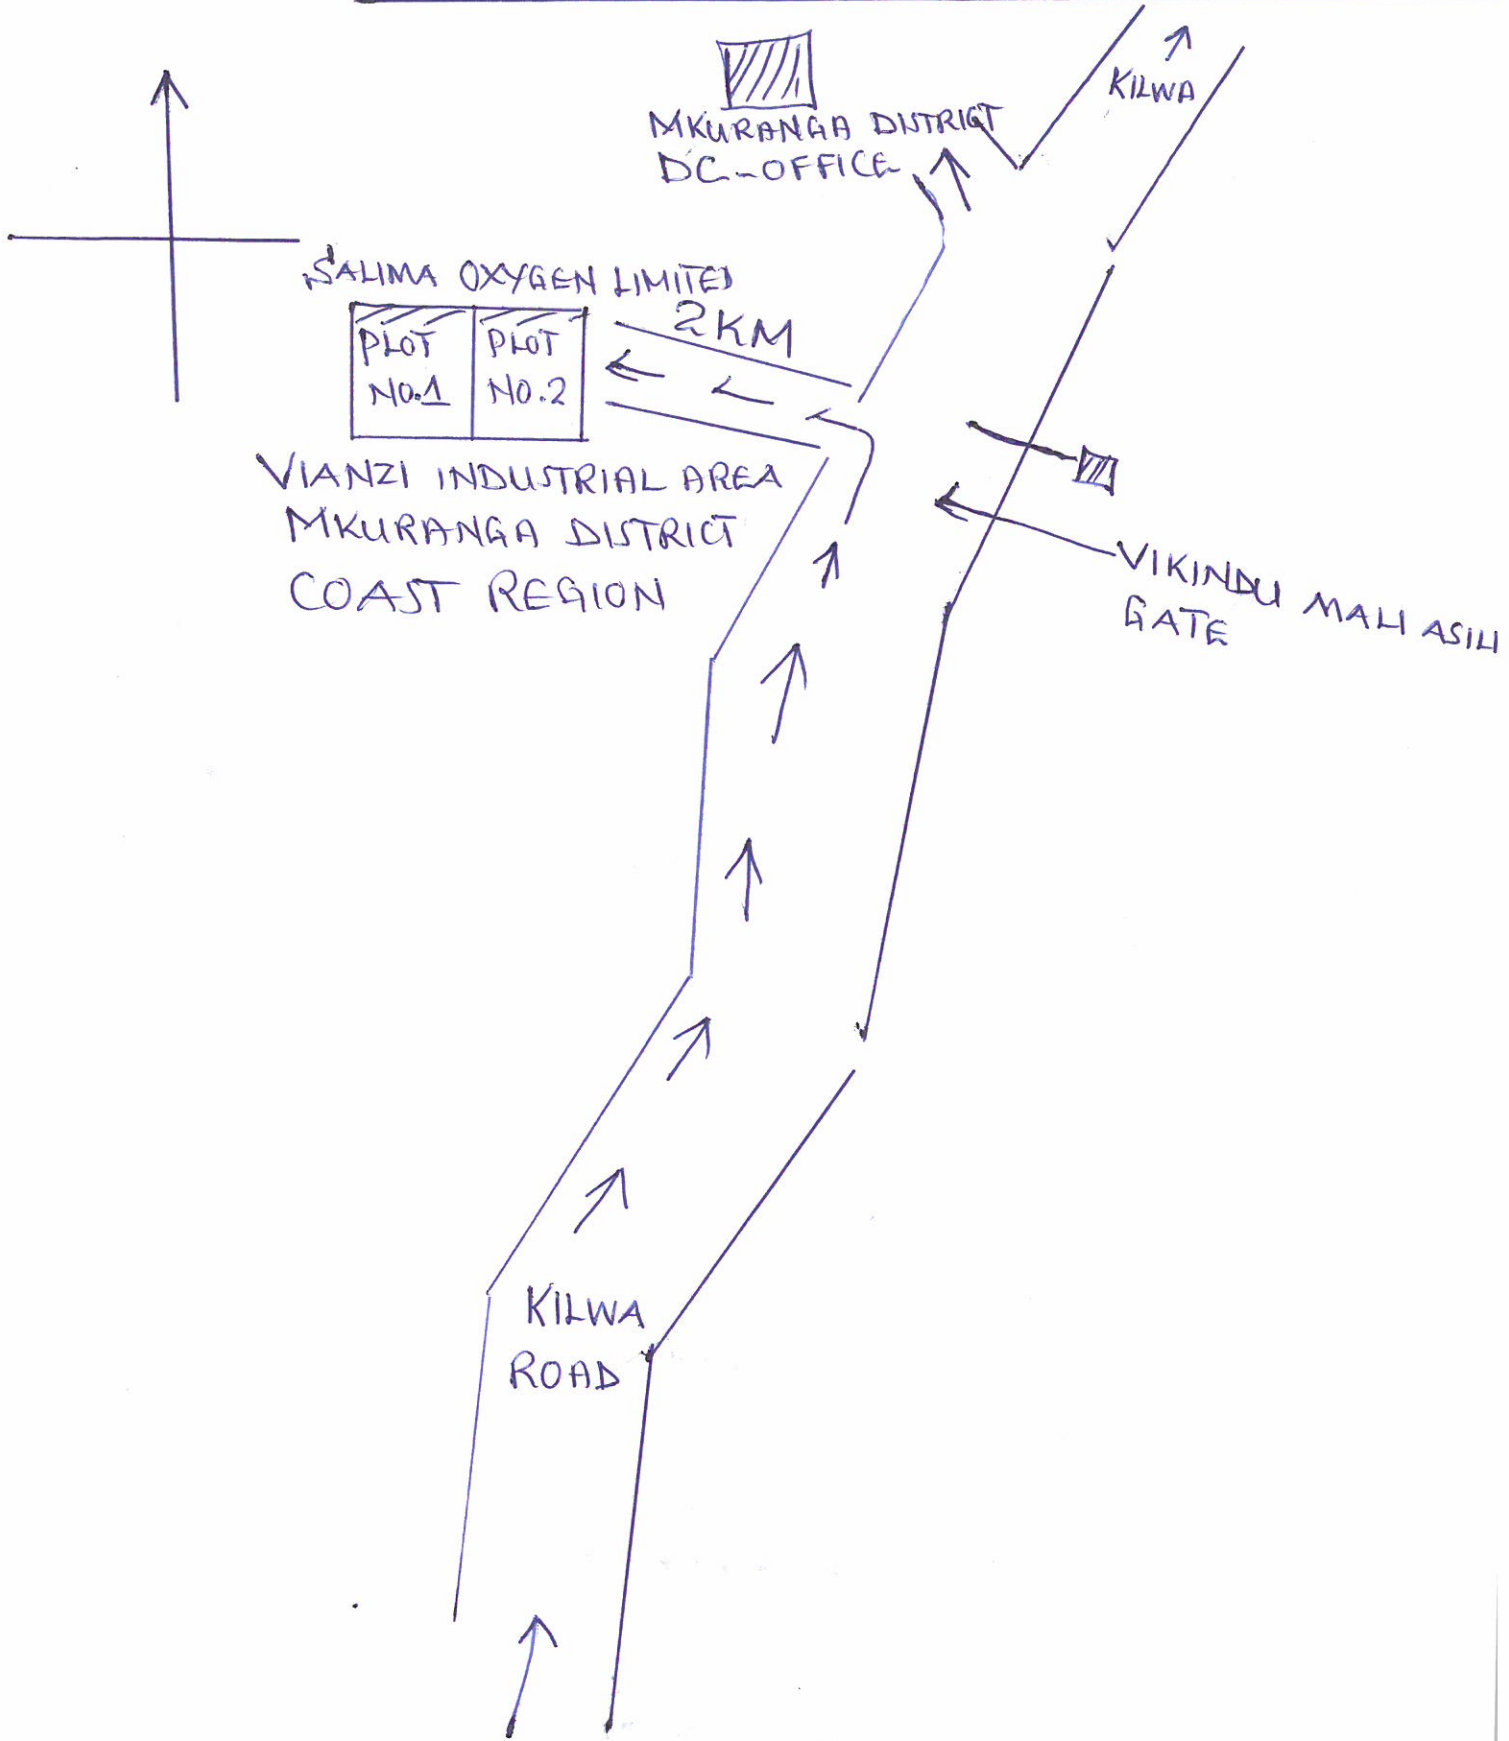 KILWA
MKURANGA DISTRICT
DC-OFFICE
SALIMA OXYGEN LIMITED
2KM
PLOT
NO.1
PLOT
NO.2
VIANZI INDUSTRIAL AREA
MKURANGA DISTRICT
COAST REGION
VIKINDU MALI ASILI
GATE
KILWA
ROAD